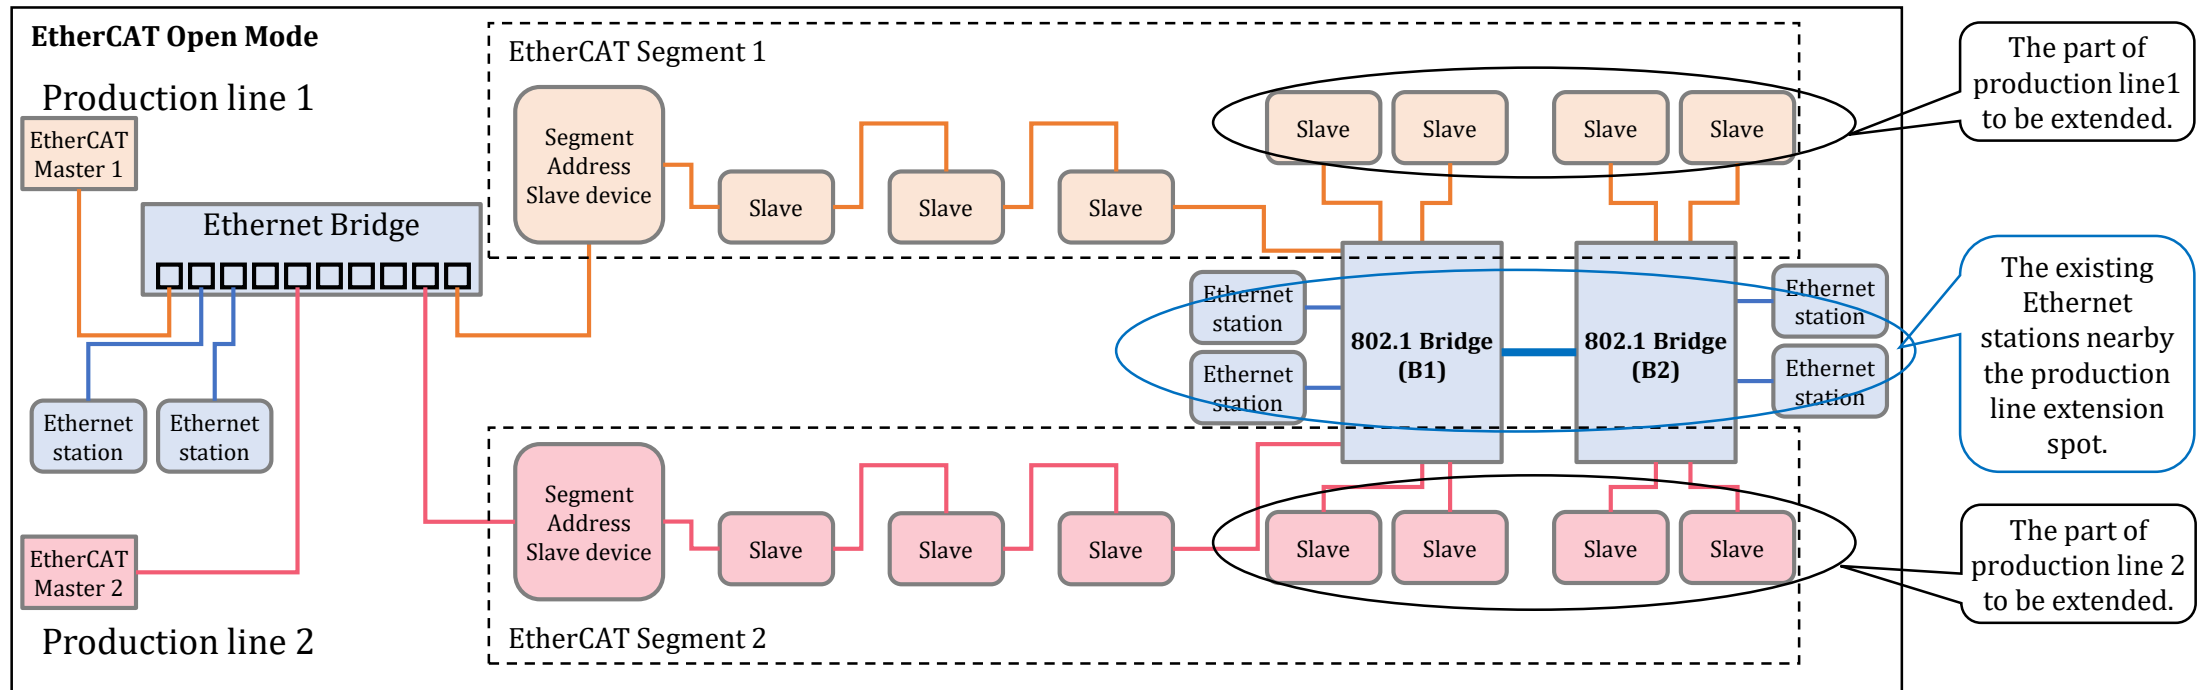 EtherCAT Open Mode
Production line 1
EtherCAT
Master 1
Ethernet Bridge
Ethernet
station
Ethernet
station
EtherCAT
Master 2
Production line 2
EtherCAT Segment 1
Segment
Address
Slave device
Slave
Slave
Slave
Slave
Slave
Slave
Slave
Ethernet
station
Ethernet
station
802.1 Bridge
(B1)
802.1 Bridge
(B2)
Ethernet
station
Ethernet
station
Segment
Address
Slave device
Slave
Slave
Slave
Slave
Slave
Slave
Slave
EtherCAT Segment 2
The part of
production line1
to be extended.
The existing
Ethernet
stations nearby
the production
line extension
spot.
The part of
production line 2
to be extended.